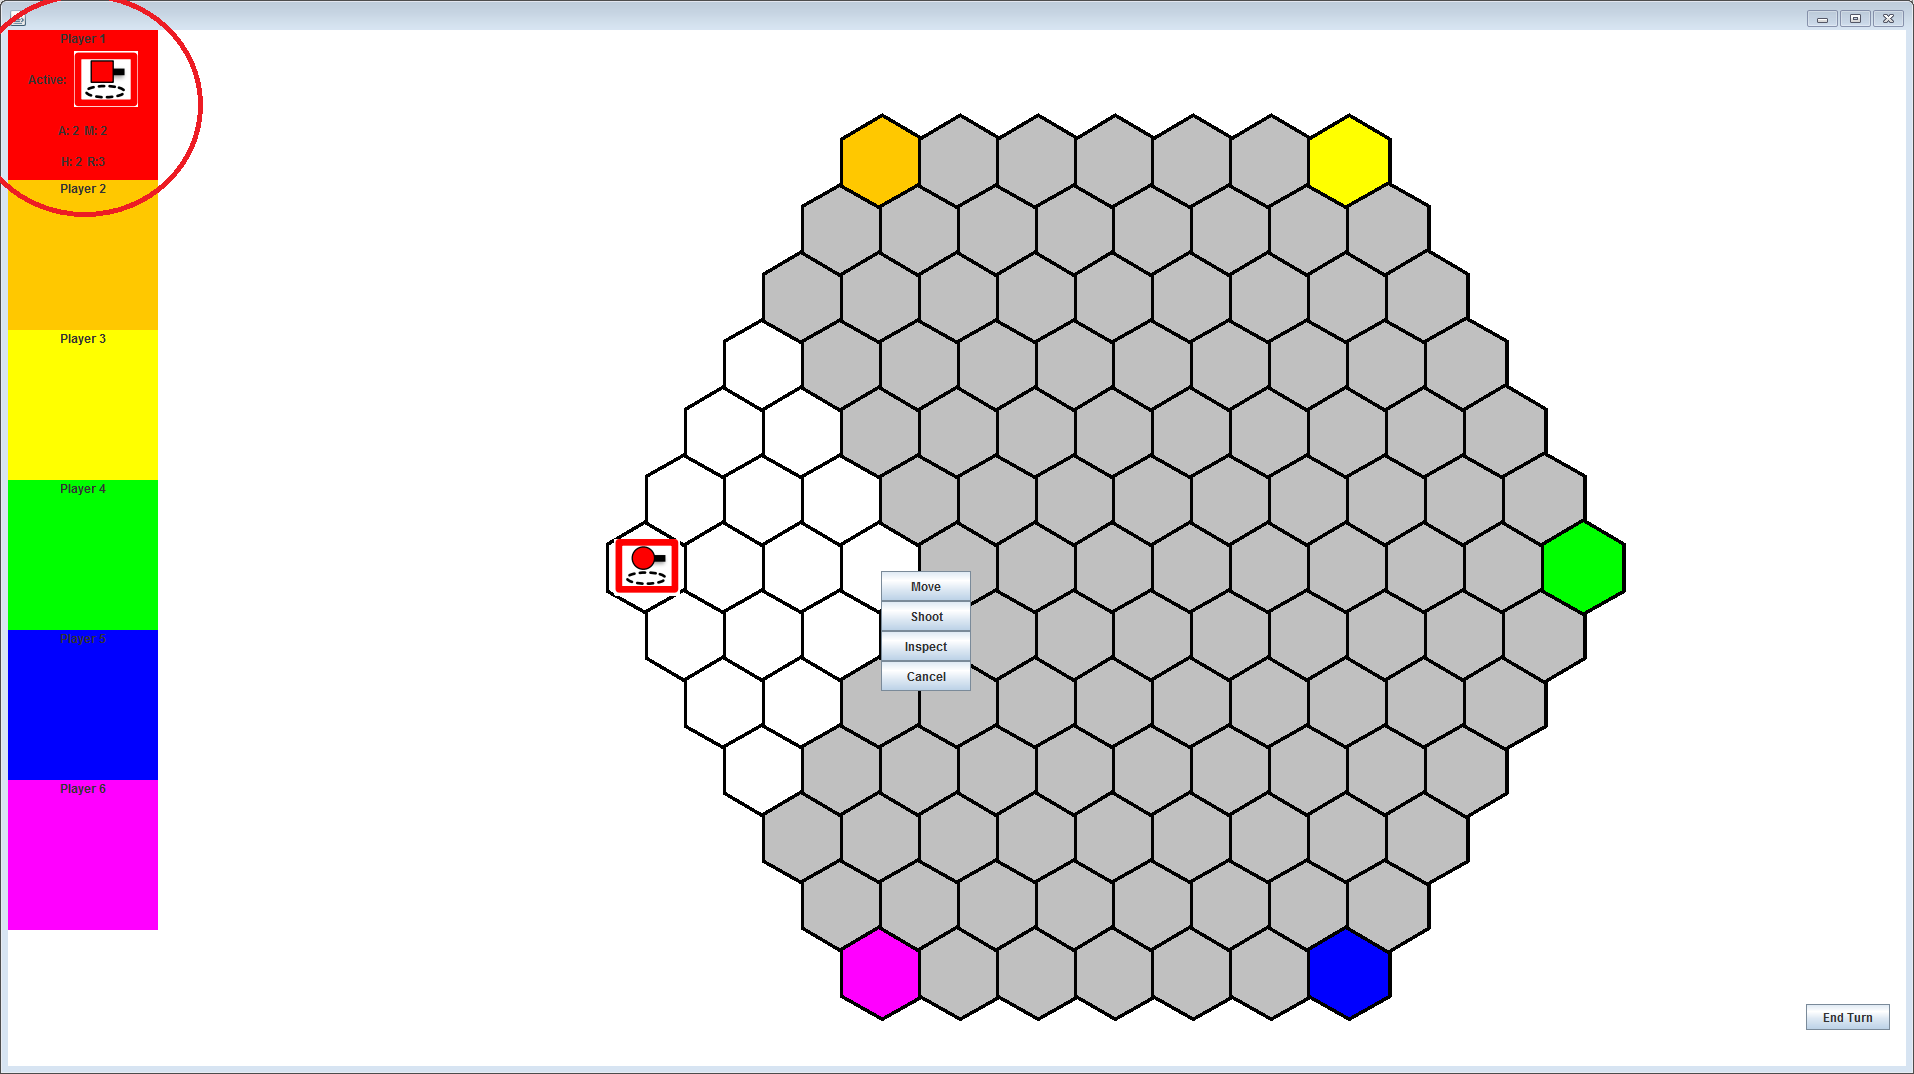 Player 1
Active:
A: 2 M: 2
H: 2 R:3
Player 2
Player 3
Player 4
Player 5
Player 6
Move
Shoot
Inspect
Cancel
End Turn